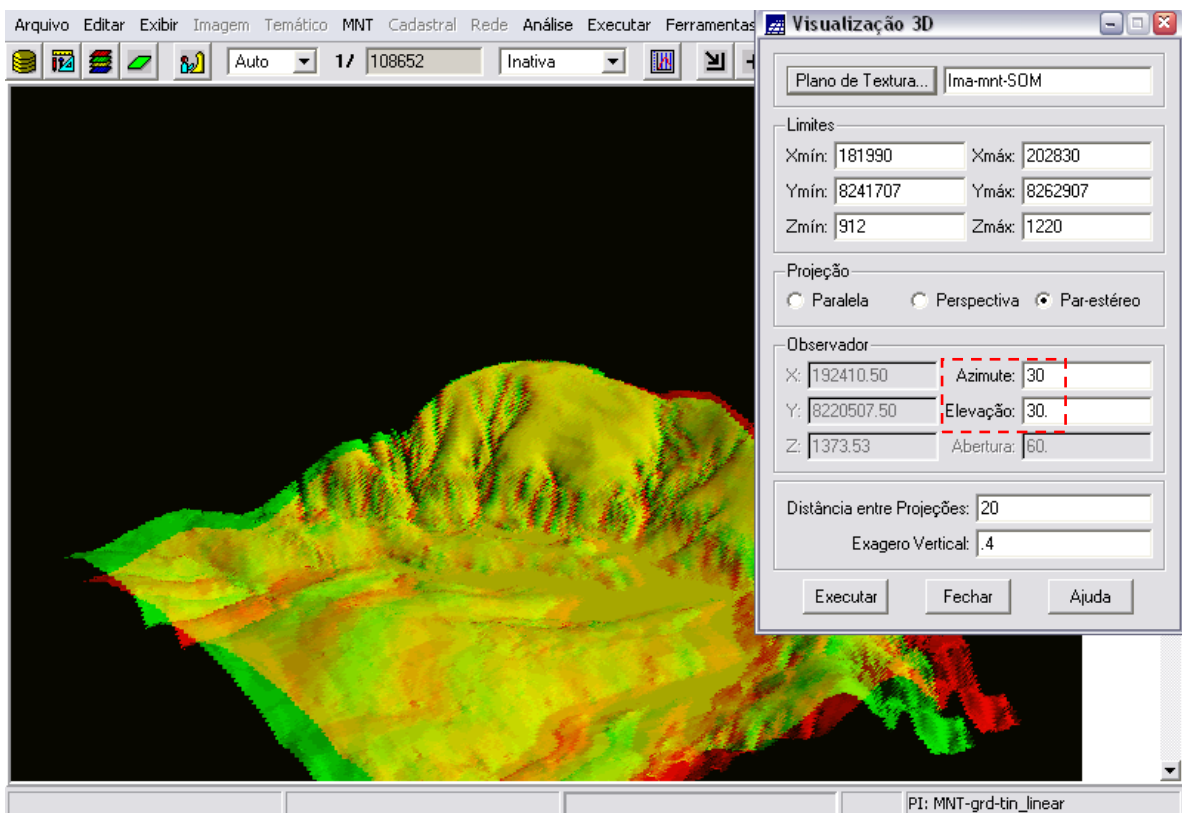 Arquivo Editar Exibir Imagem Temático MNT Cadastral Rede Análise Executar Ferramentas
Auto 1/ 108652 Inativa
Visualização 3D
Plano de Textura... Ima-mnt-SOM
Limites
Xmín: 181990 Xmáx: 202830
Ymín: 8241707 Ymáx: 8262907
Zmín: 912 Zmáx: 1220
Projeção
Paralela Perspectiva Par-estéreo
Observador
X: 192410.50 Azimute: 30
Y: 8220507.50 Elevação: 30.
Z: 1373.53 Abertura: 60.
Distância entre Projeções: 20
Exagero Vertical: .4
Executar Fechar Ajuda
PI: MNT-grd-tin_linear